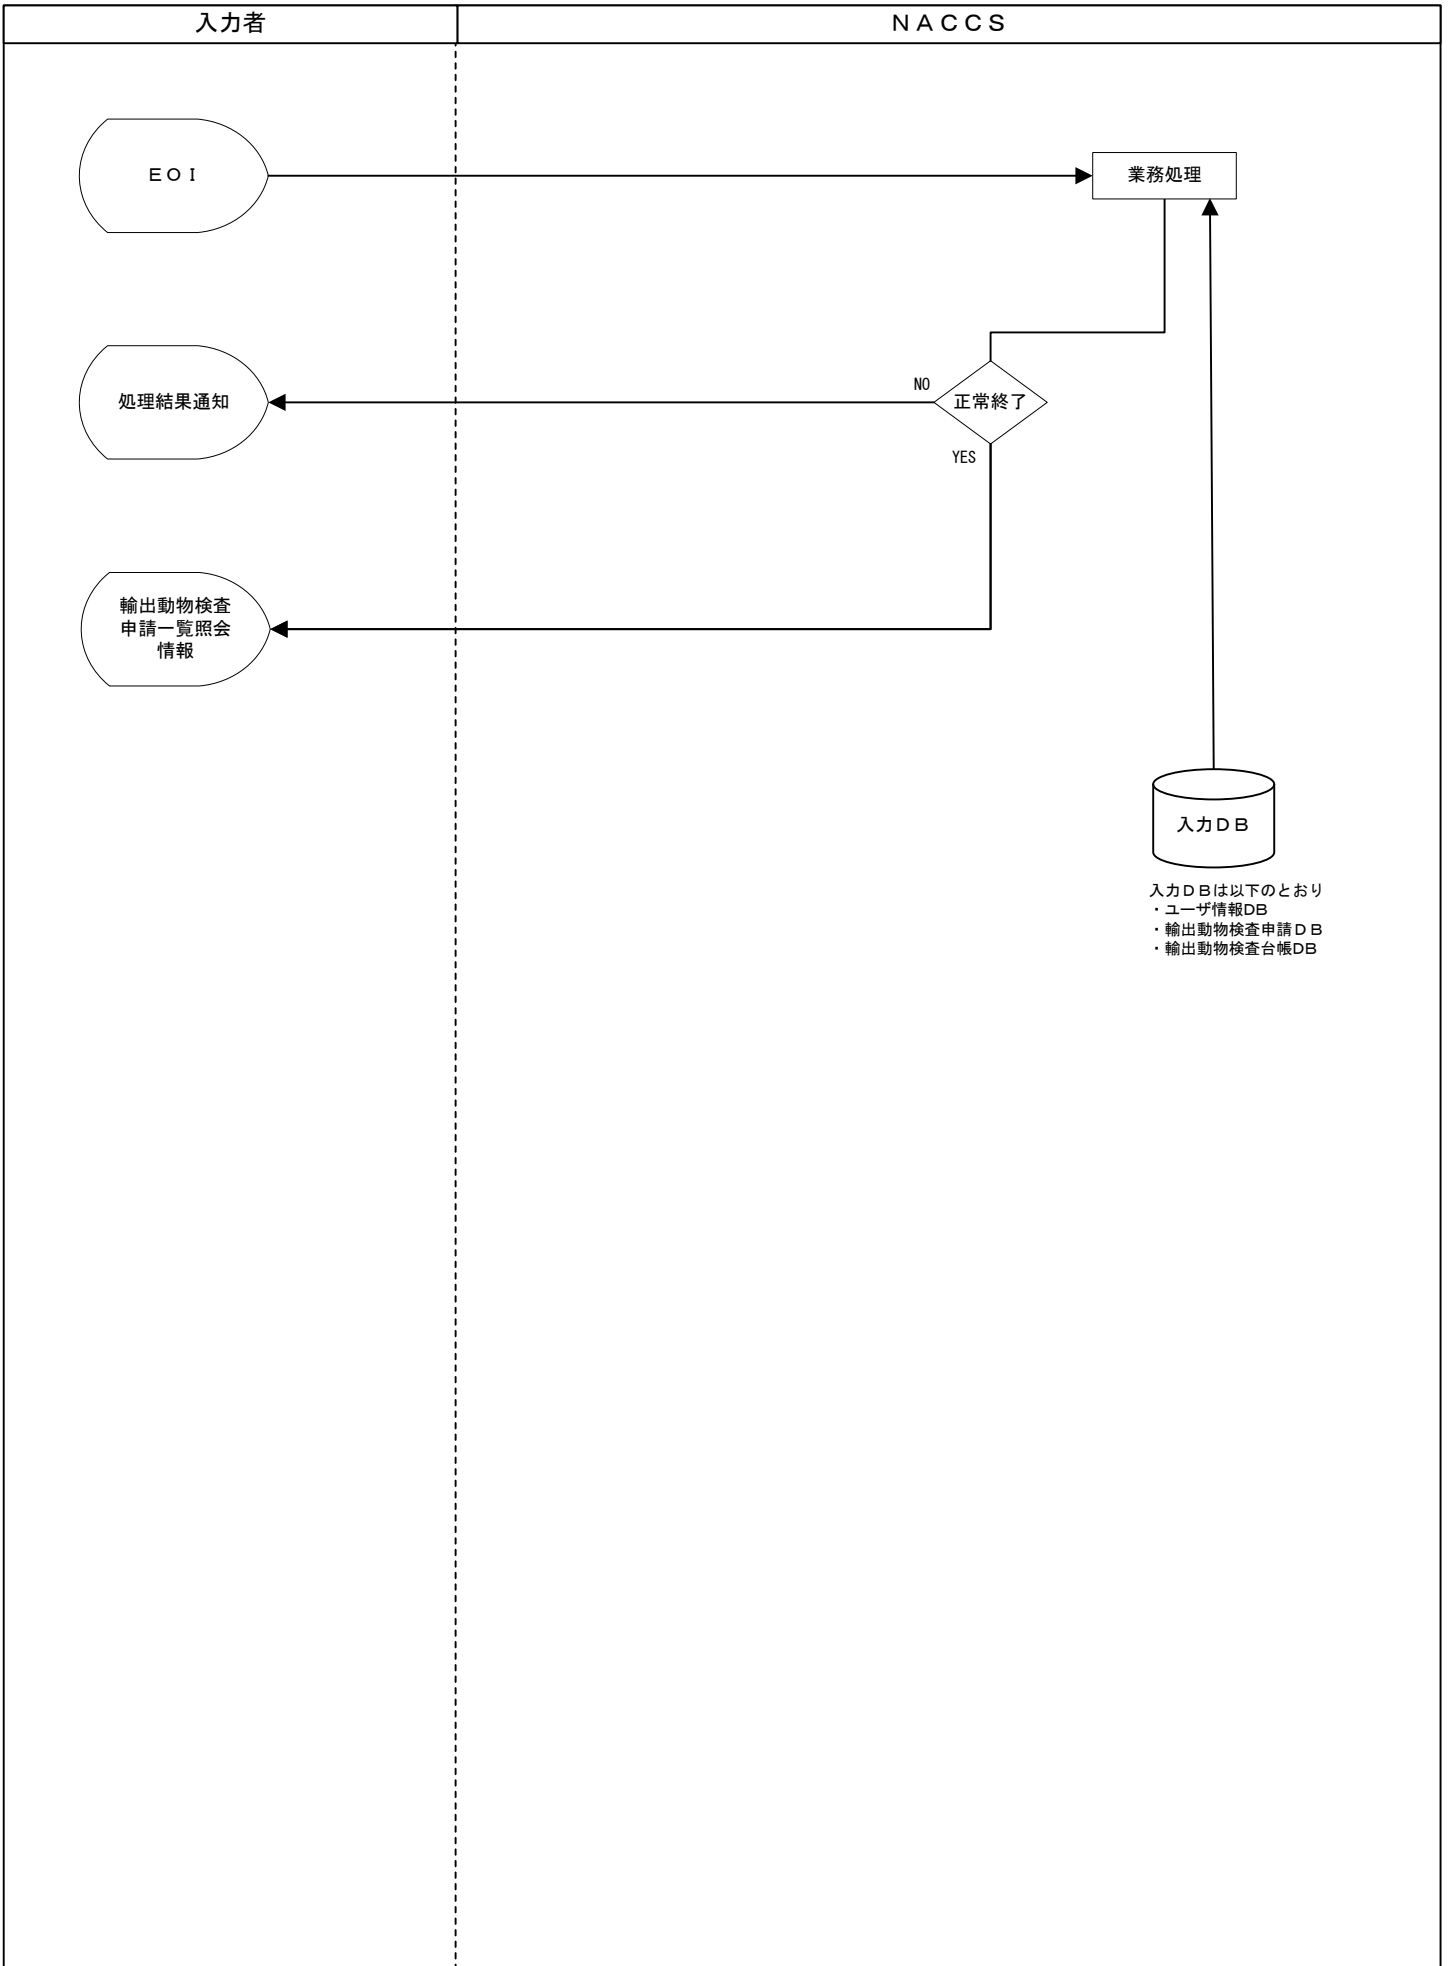 入力者
ＮＡＣＣＳ
ＥＯＩ
業務処理
処理結果通知
NO
正常終了
YES
輸出動物検査
申請一覧照会
情報
入力ＤＢ
入力ＤＢは以下のとおり
・ユーザ情報DB
・輸出動物検査申請ＤＢ
・輸出動物検査台帳DB